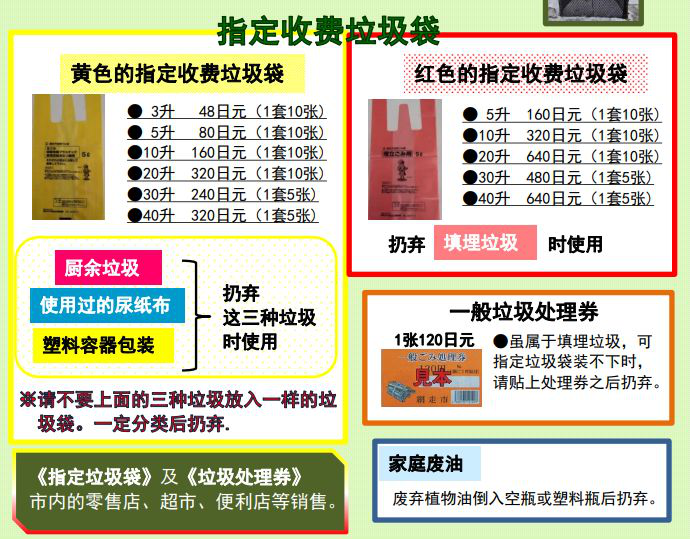 指定收费垃圾袋
黄色的指定收费垃圾袋
● 3升 48日元（1套10张）
● 5升 80日元（1套10张）
●10升 160日元（1套10张）
●20升 320日元（1套10张）
●30升 240日元（1套5张）
●40升 320日元（1套5张）
厨余垃圾
使用过的尿纸布
塑料容器包装
扔弃
这三种垃圾
时使用
※请不要上面的三种垃圾放入一样的垃
圾袋。一定分类后扔弃.
红色的指定收费垃圾袋
● 5升 160日元（1套10张）
●10升 320日元（1套10张）
●20升 640日元（1套10张）
●30升 480日元（1套5张）
●40升 640日元（1套5张）
埋立ごみ用 5ℓ
扔弃 填埋垃圾 时使用
一般垃圾处理券
1张120日元
一般ごみ処理券
120円
見本
網走市
●虽属于填埋垃圾，可
指定垃圾袋装不下时，
请贴上处理券之后扔弃。
《指定垃圾袋》及《垃圾处理券》
市内的零售店、超市、便利店等销售。
家庭废油
废弃植物油倒入空瓶或塑料瓶后扔弃。